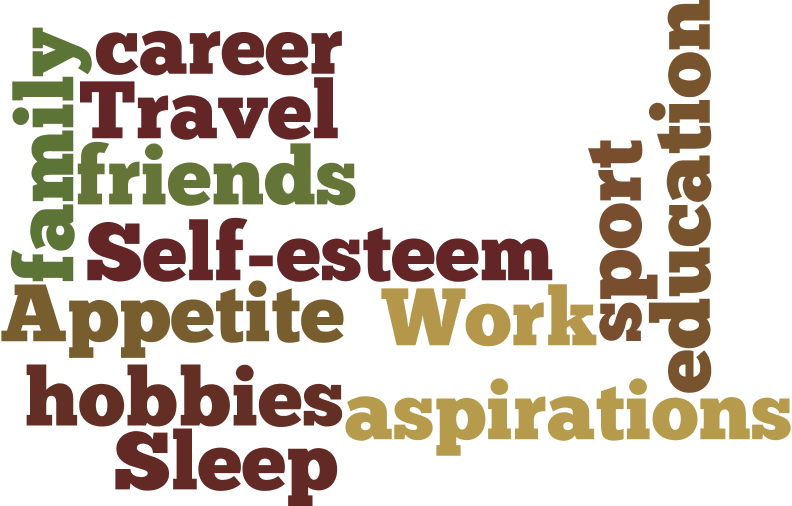 family
career
Travel
friends
Self-esteem
Appetite
Work
sport
education
hobbies
aspirations
Sleep